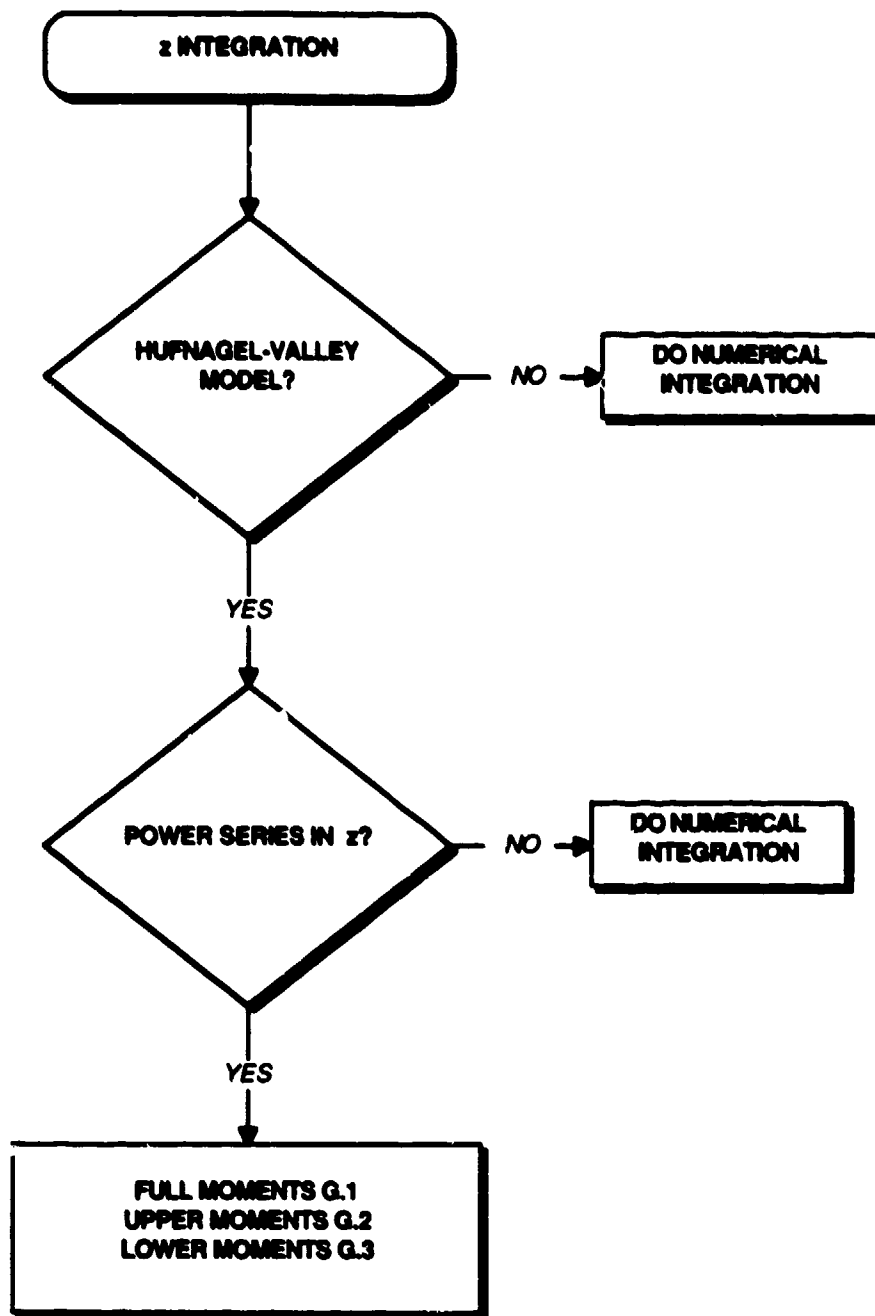 z INTEGRATION
HUFNAGEL-VALLEY
MODEL?
NO
DO NUMERICAL
INTEGRATION
YES
POWER SERIES IN z?
NO
DO NUMERICAL
INTEGRATION
YES
FULL MOMENTS G.1
UPPER MOMENTS G.2
LOWER MOMENTS G.3